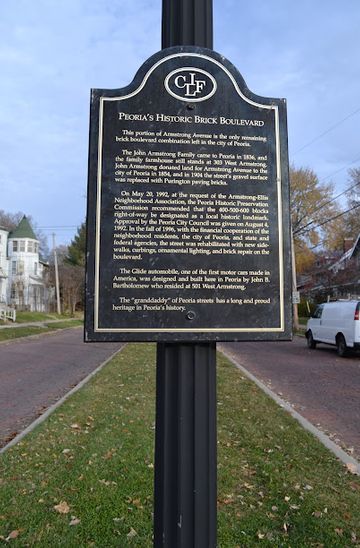 CILF
PEORIA'S HISTORIC BRICK BOULEVARD
This portion of Armstrong Avenue is the only remaining
brick boulevard combination left in the city of Peoria.
The John Armstrong Family came to Peoria in 1836, and
the family farmhouse still stands at 303 West Armstrong.
John Armstrong donated land for Armstrong Avenue to the
city of Peoria in 1854, and in 1904 the street's gravel surface
was replaced with Purington paving bricks.
On May 20, 1992, at the request of the Armstrong-Ellis
Neighborhood Association, the Peoria Historic Preservation
Commission recommended that the 400-500-600 blocks
right-of-way be designated as a local historic landmark.
Approval by the Peoria City Council was given on August 4,
1992. In the fall of 1996, with the financial cooperation of the
neighborhood residents, the city of Peoria, and state and
federal agencies, the street was rehabilitated with new side
walks, curbing, ornamental lighting, and brick repair on the
boulevard.
The Glide automobile, one of the first motor cars made in
America, was designed and built here in Peoria by John B.
Bartholomew who resided at 501 West Armstrong.
The "granddaddy" of Peoria streets has a long and proud
heritage in Peoria's history.